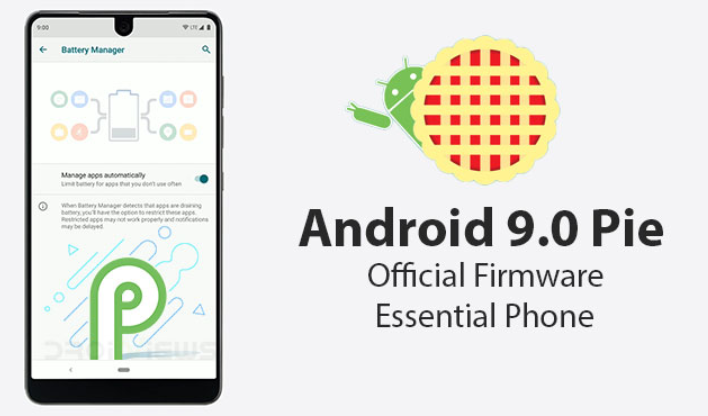 9:00
LTE
Battery Manager
Manage apps automatically
Limit battery for apps that you don't use often
When Battery Manager detects that apps are draining
battery, you'll have the option to restrict these apps.
Restricted apps may not work properly and notifications
may be delayed.
DROIDVIEWS
Android 9.0 Pie
Official Firmware
Essential Phone